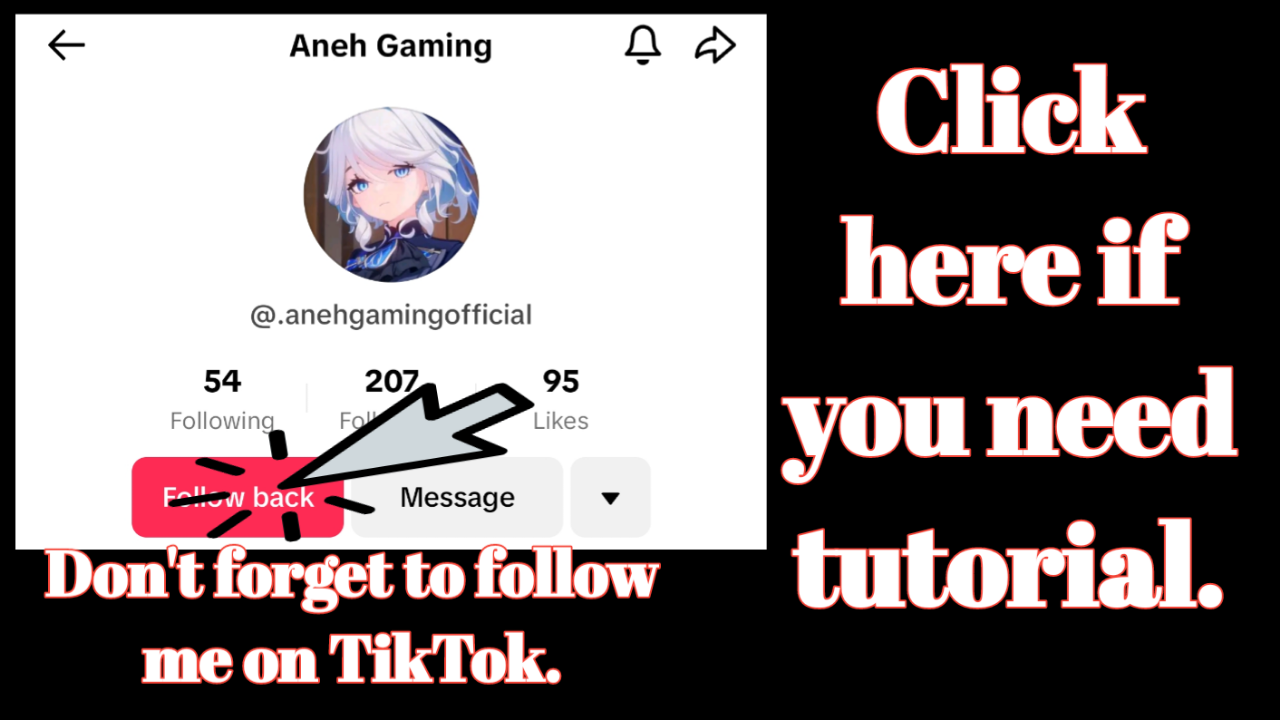 Aneh Gaming
@.anehgamingofficial
54 207 95
Following Likes
Follow back Message
Don't forget to follow
me on TikTok.
Click
here if
you need
tutorial.